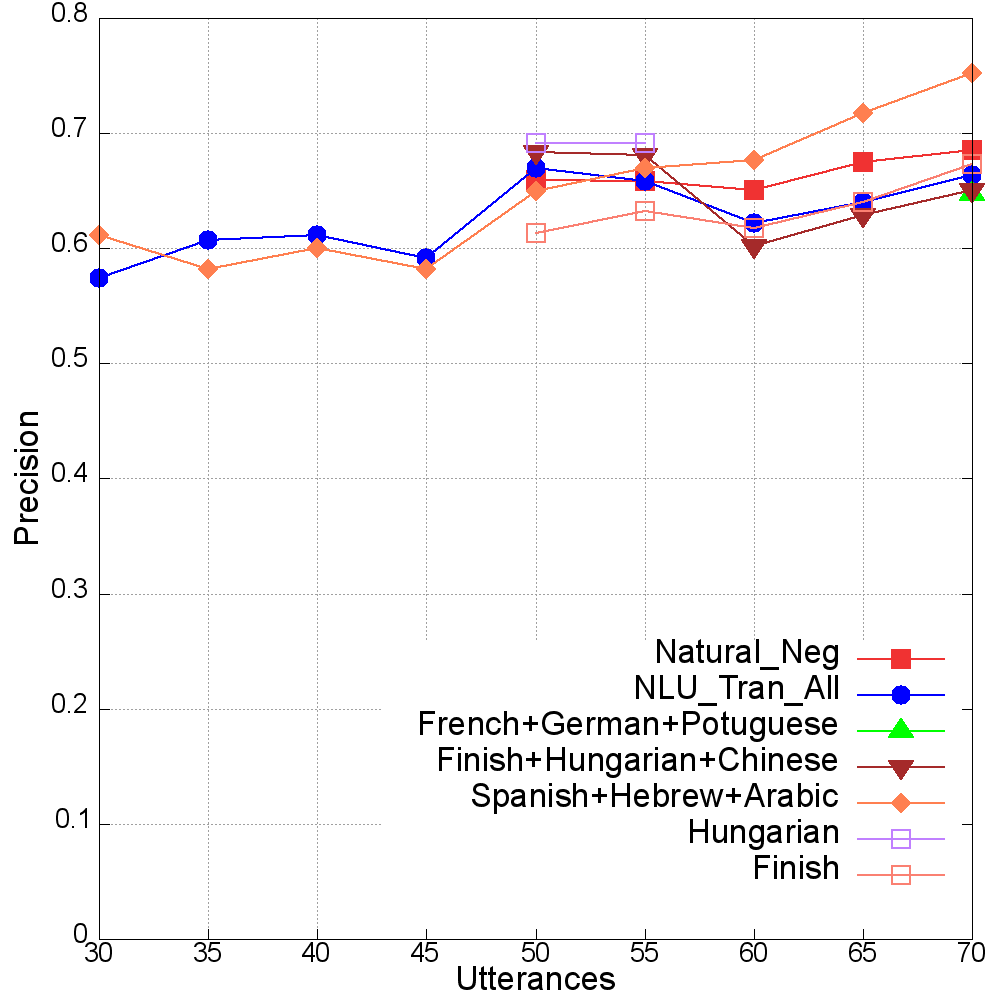 0.8
0.7
0.6
0.5
0.4
0.3
0.2
0.1
0
Precision
Natural_Neg
NLU_Tran_All
French+German+Potuguese
Finish+Hungarian+Chinese
Spanish+Hebrew+Arabic
Hungarian
Finish
30 35 40 45 50 55 60 65 70
Utterances